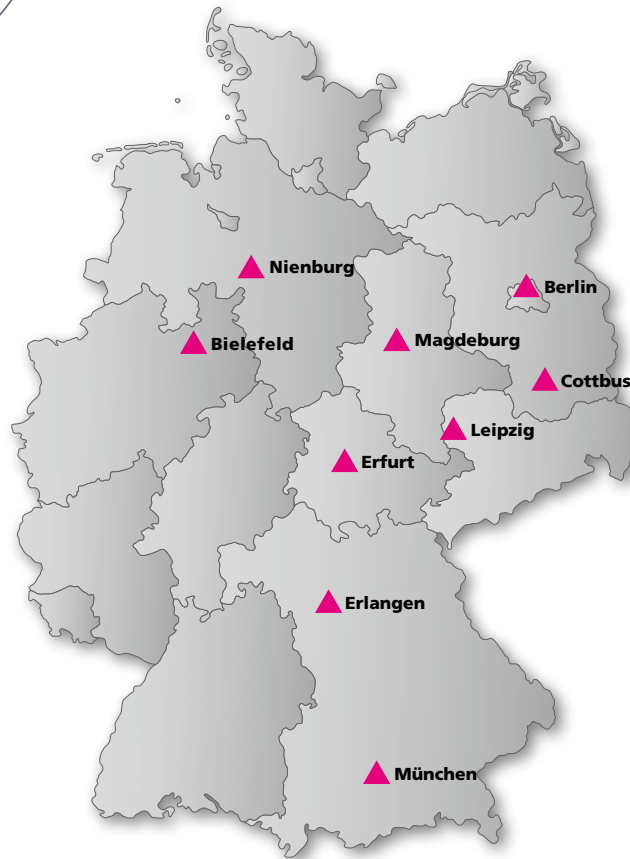 Nienburg
Berlin
Bielefeld
Magdeburg
Cottbus
Leipzig
Erfurt
Erlangen
München